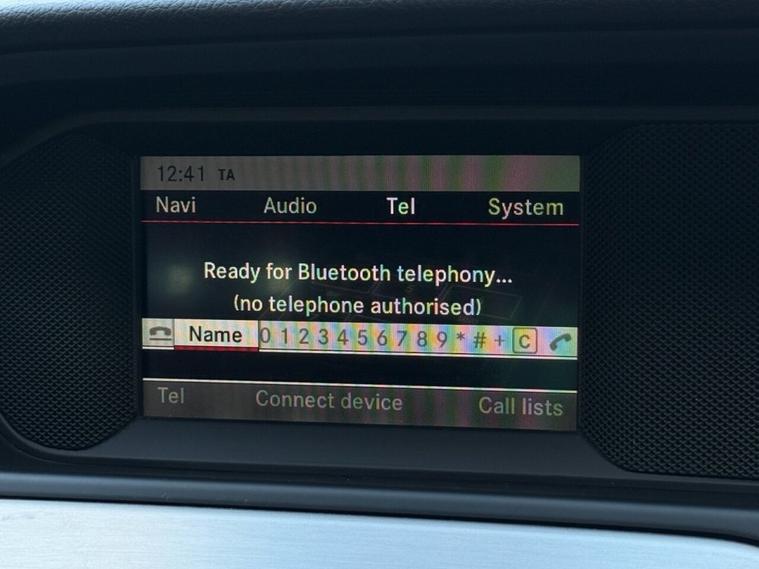 12:41 TA
Navi Audio Tel System
Ready for Bluetooth telephony...
(no telephone authorised)
Name 0 1 2 3 4 5 6 7 8 9 * # + C
Tel Connect device Call lists